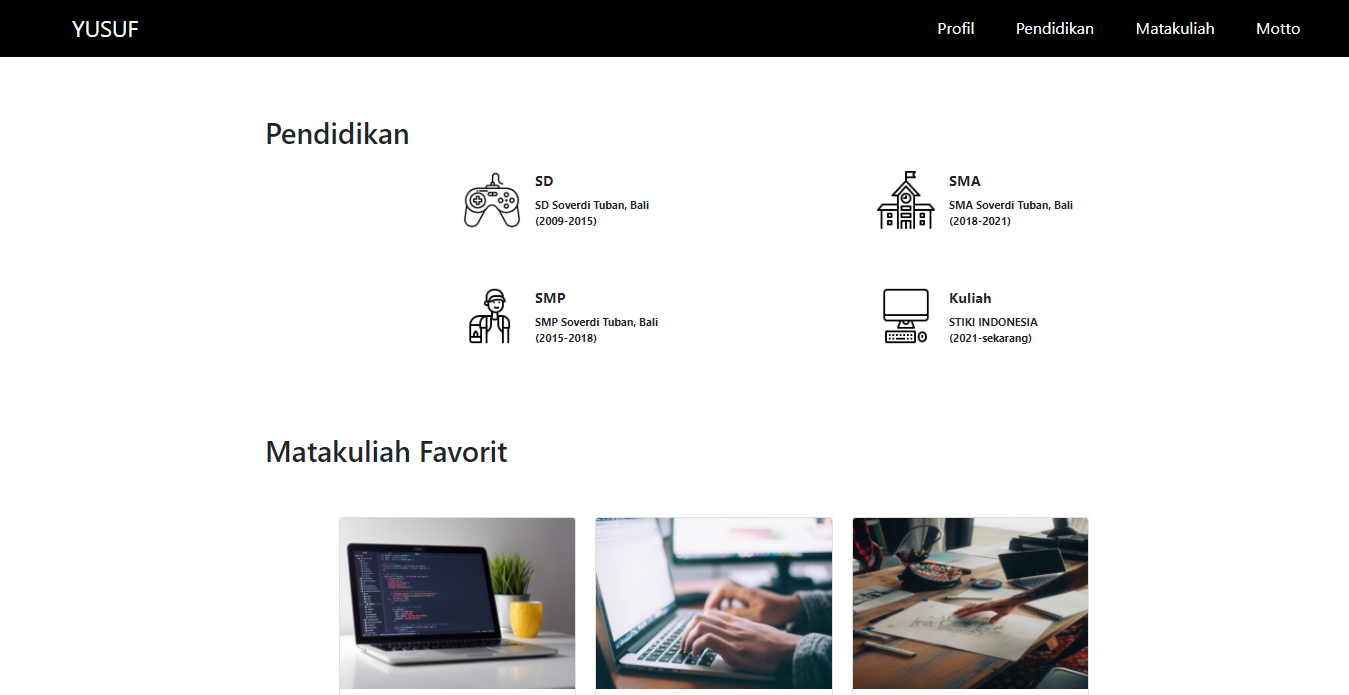 YUSUF
Profil
Pendidikan
Matakuliah
Motto
Pendidikan
SD
SD Soverdi Tuban, Bali
(2009-2015)
SMA
SMA Soverdi Tuban, Bali
(2018-2021)
SMP
SMP Soverdi Tuban, Bali
(2015-2018)
Kuliah
STIKI INDONESIA
(2021-sekarang)
Matakuliah Favorit